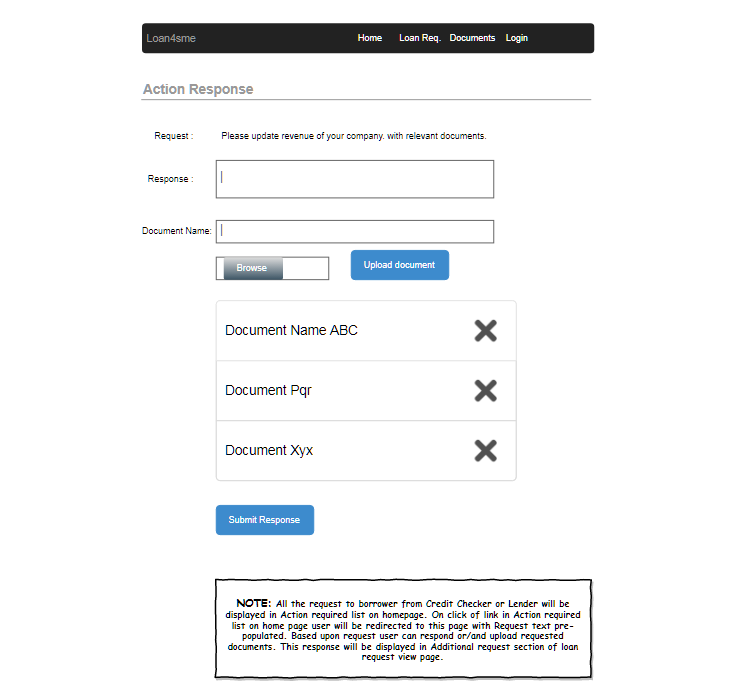 Loan4sme Home Loan Req. Documents Login
Action Response
Request : Please update revenue of your company. with relevant documents.
Response :
Document Name:
Browse Upload document
Document Name ABC
Document Pqr
Document Xyx
Submit Response
NOTE: All the request to borrower from Credit Checker or Lender will be
displayed in Action required list on homepage. On click of link in Action required
list on home page user will be redirected to this page with Request text pre-
populated. Based upon request user can respond or/and upload requested
documents. This response will be displayed in Additional request section of loan
request view page.